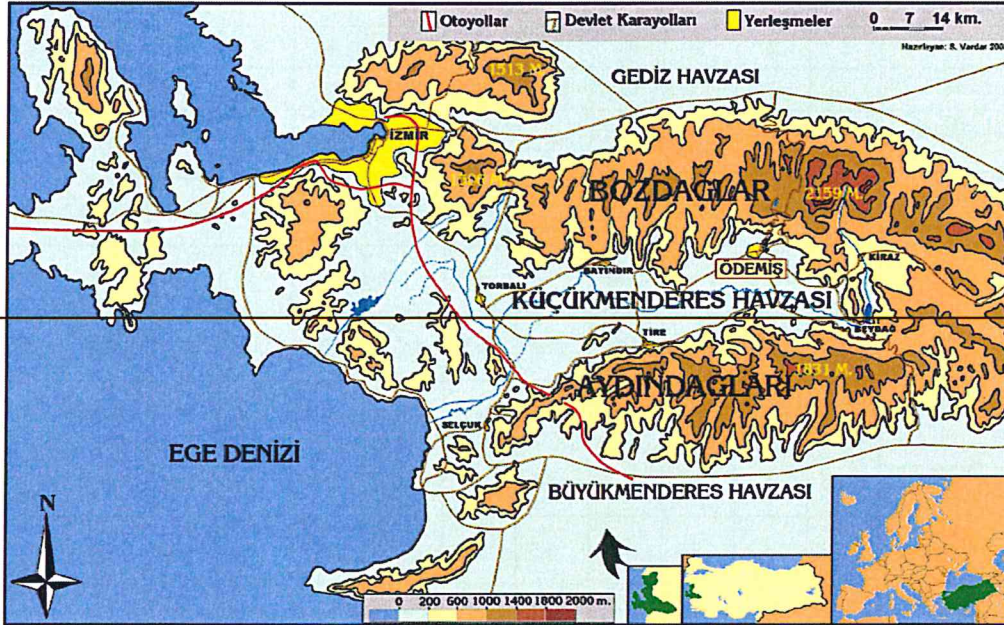 Otoyollar Devlet Karayolları Yerleşmeler 0 7 14 km.
Hazırlayan: S. Vardar
1513 M.
GEDİZ HAVZASI
İZMİR
BOZDAĞLAR
2159 M.
KİRAZ
ÖDEMİŞ
BAYINDIR
TORBALI
KÜÇÜKMENDERES HAVZASI
BEYDAĞ
TİRE
1831 M.
AYDINDAĞLARI
SELÇUK
EGE DENİZİ
BÜYÜKMENDERES HAVZASI
N
0 200 600 1000 1400 1800 2000 m.